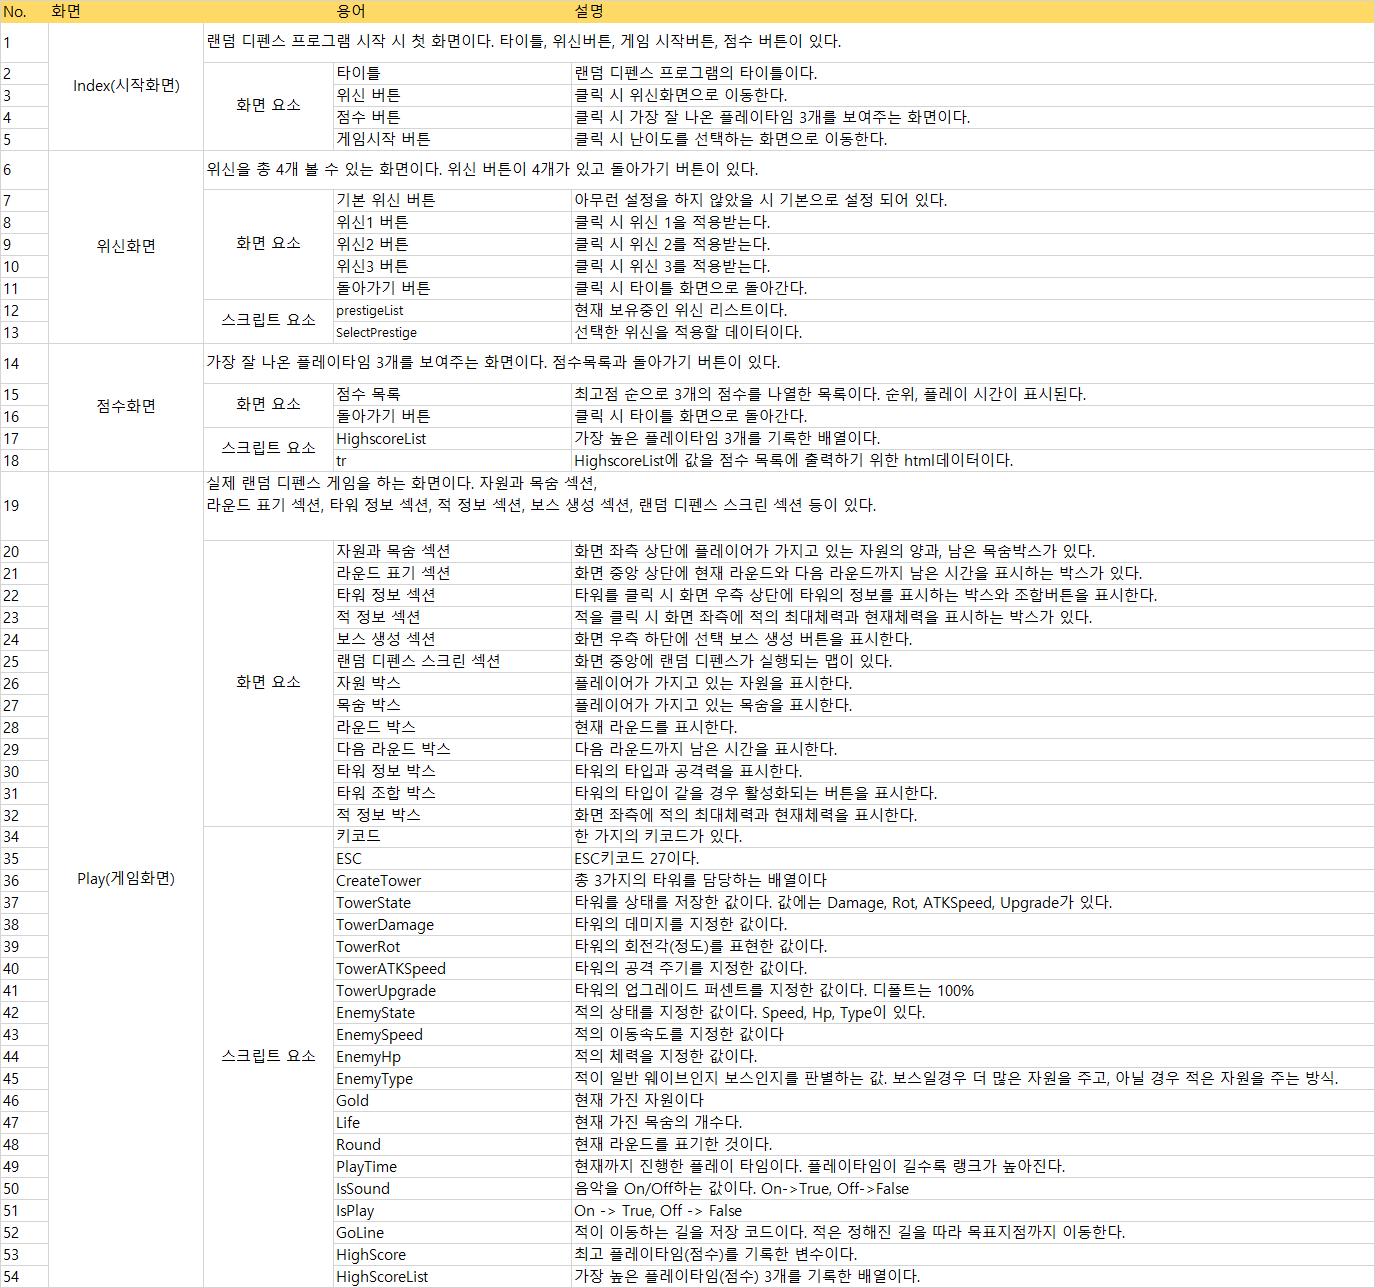 No. 화면 용어 설명
1 Index(시작화면) 랜덤 디펜스 프로그램 시작 시 첫 화면이다. 타이틀, 위신버튼, 게임 시작버튼, 점수 버튼이 있다.
2 화면 요소 타이틀 랜덤 디펜스 프로그램의 타이틀이다.
3 위신 버튼 클릭 시 위신화면으로 이동한다.
4 점수 버튼 클릭 시 가장 잘 나온 플레이타임 3개를 보여주는 화면이다.
5 게임시작 버튼 클릭 시 난이도를 선택하는 화면으로 이동한다.
6 위신화면 위신을 총 4개 볼 수 있는 화면이다. 위신 버튼이 4개가 있고 돌아가기 버튼이 있다.
7 화면 요소 기본 위신 버튼 아무런 설정을 하지 않았을 시 기본으로 설정 되어 있다.
8 위신1 버튼 클릭 시 위신 1을 적용받는다.
9 위신2 버튼 클릭 시 위신 2를 적용받는다.
10 위신3 버튼 클릭 시 위신 3를 적용받는다.
11 돌아가기 버튼 클릭 시 타이틀 화면으로 돌아간다.
12 스크립트 요소 prestigeList 현재 보유중인 위신 리스트이다.
13 SelectPrestige 선택한 위신을 적용할 데이터이다.
14 점수화면 가장 잘 나온 플레이타임 3개를 보여주는 화면이다. 점수목록과 돌아가기 버튼이 있다.
15 화면 요소 점수 목록 최고점 순으로 3개의 점수를 나열한 목록이다. 순위, 플레이 시간이 표시된다.
16 돌아가기 버튼 클릭 시 타이틀 화면으로 돌아간다.
17 스크립트 요소 HighscoreList 가장 높은 플레이타임 3개를 기록한 배열이다.
18 tr HighscoreList에 값을 점수 목록에 출력하기 위한 html데이터이다.
19 Play(게임화면) 실제 랜덤 디펜스 게임을 하는 화면이다. 자원과 목숨 섹션,
라운드 표기 섹션, 타워 정보 섹션, 적 정보 섹션, 보스 생성 섹션, 랜덤 디펜스 스크린 섹션 등이 있다.
20 화면 요소 자원과 목숨 섹션 화면 좌측 상단에 플레이어가 가지고 있는 자원의 양과, 남은 목숨박스가 있다.
21 라운드 표기 섹션 화면 중앙 상단에 현재 라운드와 다음 라운드까지 남은 시간을 표시하는 박스가 있다.
22 타워 정보 섹션 타워를 클릭 시 화면 우측 상단에 타워의 정보를 표시하는 박스와 조합버튼을 표시한다.
23 적 정보 섹션 적을 클릭 시 화면 좌측에 적의 최대체력과 현재체력을 표시하는 박스가 있다.
24 보스 생성 섹션 화면 우측 하단에 선택 보스 생성 버튼을 표시한다.
25 랜덤 디펜스 스크린 섹션 화면 중앙에 랜덤 디펜스가 실행되는 맵이 있다.
26 자원 박스 플레이어가 가지고 있는 자원을 표시한다.
27 목숨 박스 플레이어가 가지고 있는 목숨을 표시한다.
28 라운드 박스 현재 라운드를 표시한다.
29 다음 라운드 박스 다음 라운드까지 남은 시간을 표시한다.
30 타워 정보 박스 타워의 타입과 공격력을 표시한다.
31 타워 조합 박스 타워의 타입이 같을 경우 활성화되는 버튼을 표시한다.
32 적 정보 박스 화면 좌측에 적의 최대체력과 현재체력을 표시한다.
34 스크립트 요소 키코드 한 가지의 키코드가 있다.
35 ESC ESC키코드 27이다.
36 CreateTower 총 3가지의 타워를 담당하는 배열이다
37 TowerState 타워를 상태를 저장한 값이다. 값에는 Damage, Rot, ATKSpeed, Upgrade가 있다.
38 TowerDamage 타워의 데미지를 지정한 값이다.
39 TowerRot 타워의 회전각(정도)를 표현한 값이다.
40 TowerATKSpeed 타워의 공격 주기를 지정한 값이다.
41 TowerUpgrade 타워의 업그레이드 퍼센트를 지정한 값이다. 디폴트는 100%
42 EnemyState 적의 상태를 지정한 값이다. Speed, Hp, Type이 있다.
43 EnemySpeed 적의 이동속도를 지정한 값이다
44 EnemyHp 적의 체력을 지정한 값이다.
45 EnemyType 적이 일반 웨이브인지 보스인지를 판별하는 값. 보스일경우 더 많은 자원을 주고, 아닐 경우 적은 자원을 주는 방식.
46 Gold 현재 가진 자원이다
47 Life 현재 가진 목숨의 개수다.
48 Round 현재 라운드를 표기한 것이다.
49 PlayTime 현재까지 진행한 플레이 타임이다. 플레이타임이 길수록 랭크가 높아진다.
50 IsSound 음악을 On/Off하는 값이다. On->True, Off->False
51 IsPlay On -> True, Off -> False
52 GoLine 적이 이동하는 길을 저장 코드이다. 적은 정해진 길을 따라 목표지점까지 이동한다.
53 HighScore 최고 플레이타임(점수)를 기록한 변수이다.
54 HighScoreList 가장 높은 플레이타임(점수) 3개를 기록한 배열이다.